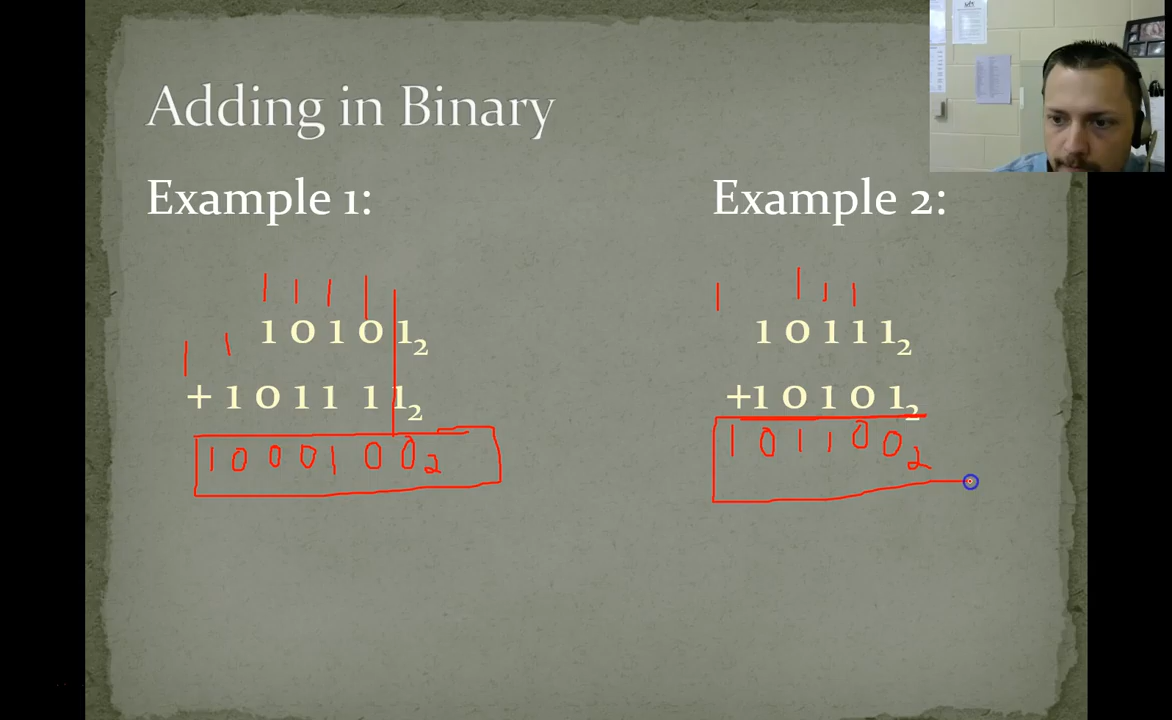 Adding in Binary
Example 1:
1 1 1 1
1 0 1 0 1₂
1 1
+ 1 0 1 1 1 1₂
1 0 0 0 1 0 0₂
Example 2:
1 1 1 1
1 0 1 1 1₂
+1 0 1 0 1₂
1 0 1 1 0 0₂